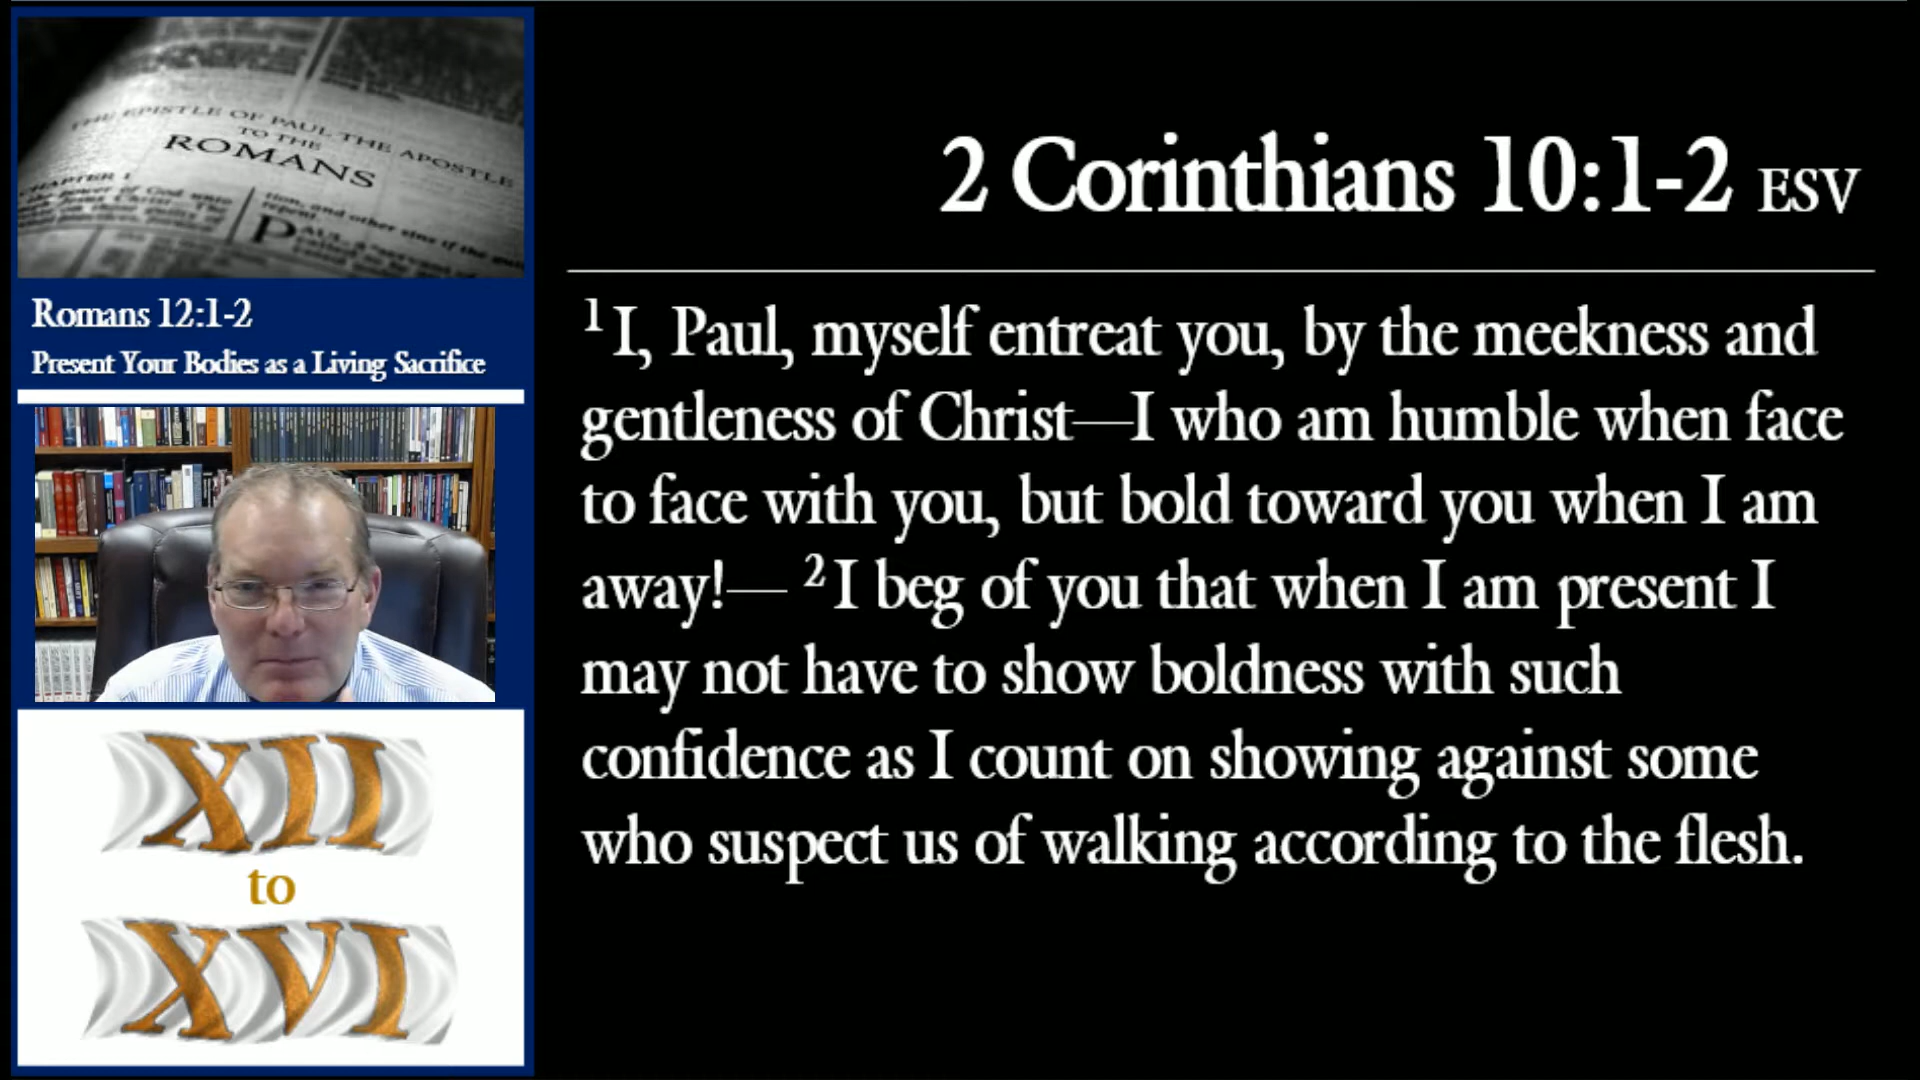 THE EPISTLE OF PAUL THE APOSTLE
TO THE
ROMANS
CHAPTER 1
Romans 12:1-2
Present Your Bodies as a Living Sacrifice
XII
to
XVI
2 Corinthians 10:1-2 ESV
1 I, Paul, myself entreat you, by the meekness and
gentleness of Christ—I who am humble when face
to face with you, but bold toward you when I am
away!— 2 I beg of you that when I am present I
may not have to show boldness with such
confidence as I count on showing against some
who suspect us of walking according to the flesh.